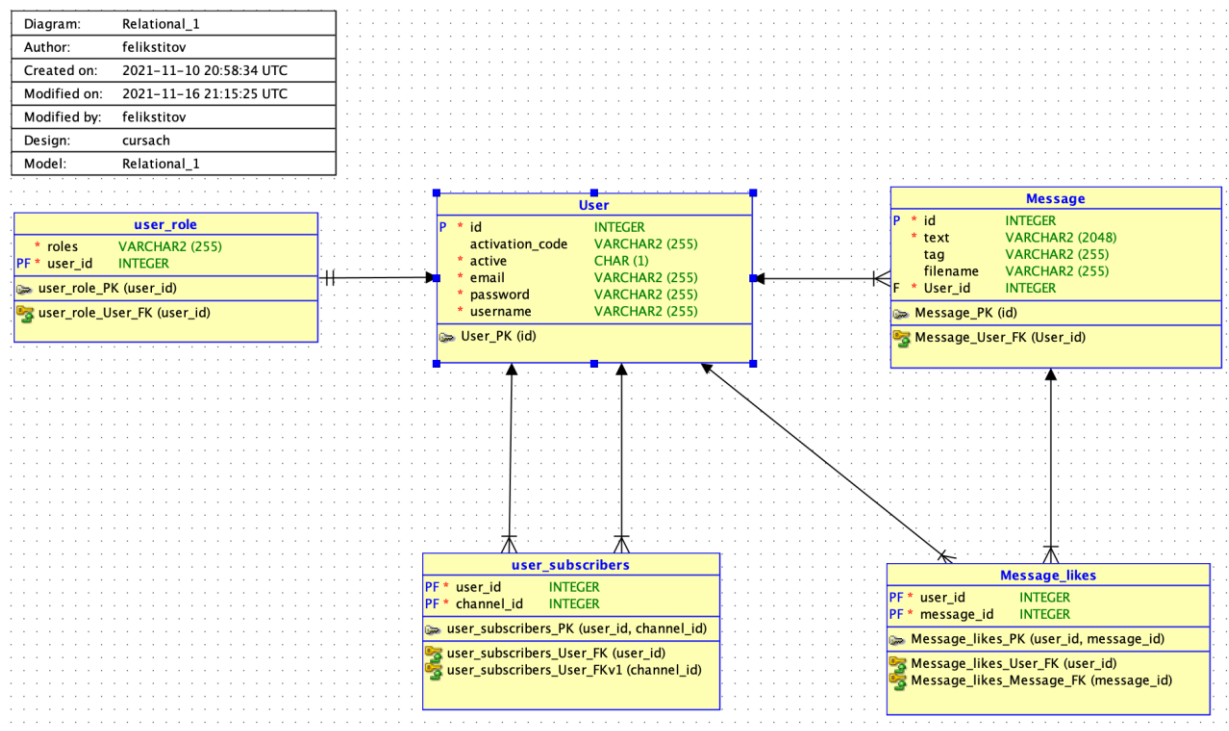 Diagram: Relational_1
Author: felikstitov
Created on: 2021-11-10 20:58:34 UTC
Modified on: 2021-11-16 21:15:25 UTC
Modified by: felikstitov
Design: cursach
Model: Relational_1
user_role
* roles VARCHAR2 (255)
PF * user_id INTEGER
user_role_PK (user_id)
user_role_User_FK (user_id)
User
P * id INTEGER
activation_code VARCHAR2 (255)
* active CHAR (1)
* email VARCHAR2 (255)
* password VARCHAR2 (255)
* username VARCHAR2 (255)
User_PK (id)
Message
P * id INTEGER
* text VARCHAR2 (2048)
tag VARCHAR2 (255)
filename VARCHAR2 (255)
F * User_id INTEGER
Message_PK (id)
Message_User_FK (User_id)
user_subscribers
PF * user_id INTEGER
PF * channel_id INTEGER
user_subscribers_PK (user_id, channel_id)
user_subscribers_User_FK (user_id)
user_subscribers_User_FKv1 (channel_id)
Message_likes
PF * user_id INTEGER
PF * message_id INTEGER
Message_likes_PK (user_id, message_id)
Message_likes_User_FK (user_id)
Message_likes_Message_FK (message_id)